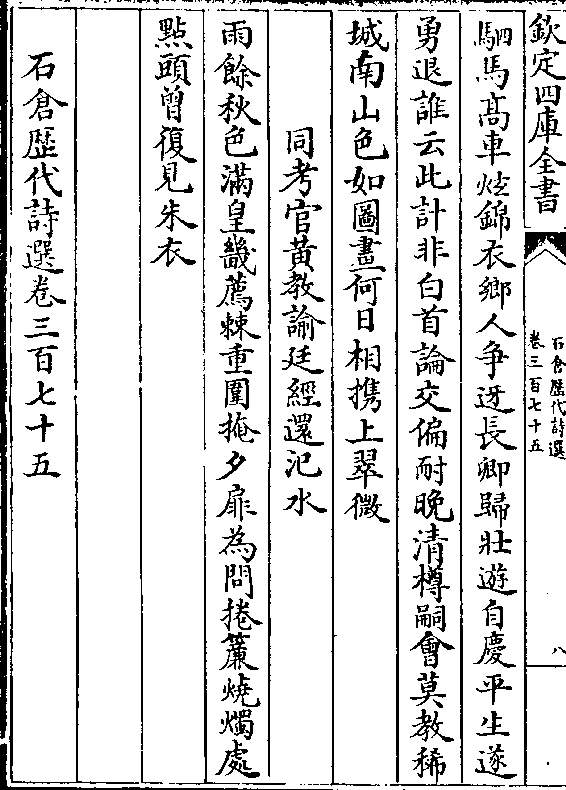 欽定四庫全書
石倉歴代詩選
卷三百七十五
八
駟馬髙車炫錦衣鄉人争迓長卿歸壯遊自慶平生遂
勇退誰云此計非白首論交偏耐晚清樽嗣會莫教稀
城南山色如圖畫何日相携上翠微
同考官黄教諭廷經還汜水
雨餘秋色滿皇畿薦棘重圍掩夕扉為問捲簾燒燭處
點頭曾復見朱衣
石倉歴代詩選卷三百七十五